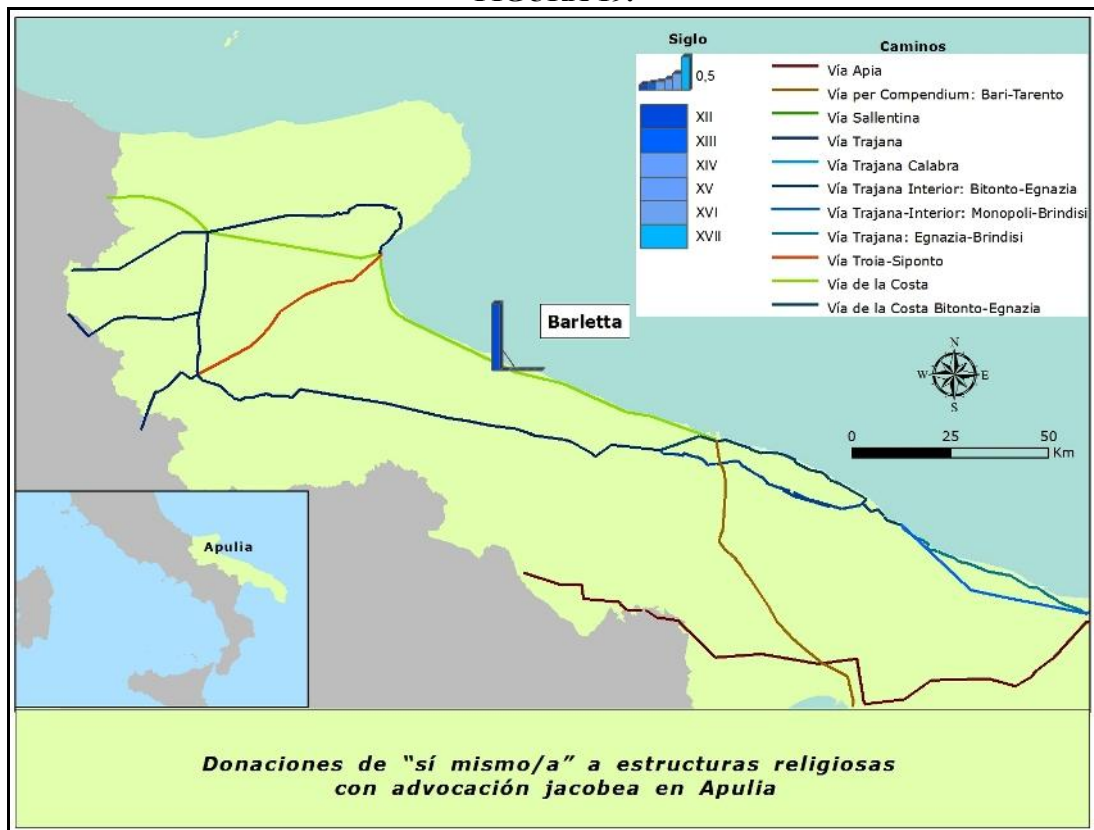 Siglo
0,5
XII
XIII
XIV
XV
XVI
XVII
Caminos
Vía Apia
Vía per Compendium: Bari-Tarento
Vía Sallentina
Vía Trajana
Vía Trajana Calabra
Vía Trajana Interior: Bitonto-Egnazia
Vía Trajana-Interior: Monopoli-Brindisi
Vía Trajana: Egnazia-Brindisi
Vía Troia-Siponto
Vía de la Costa
Vía de la Costa Bitonto-Egnazia
Barletta
N
W E
S
0 25 50
Km
Apulia
Donaciones de “sí mismo/a” a estructuras religiosas
con advocación jacobea en Apulia